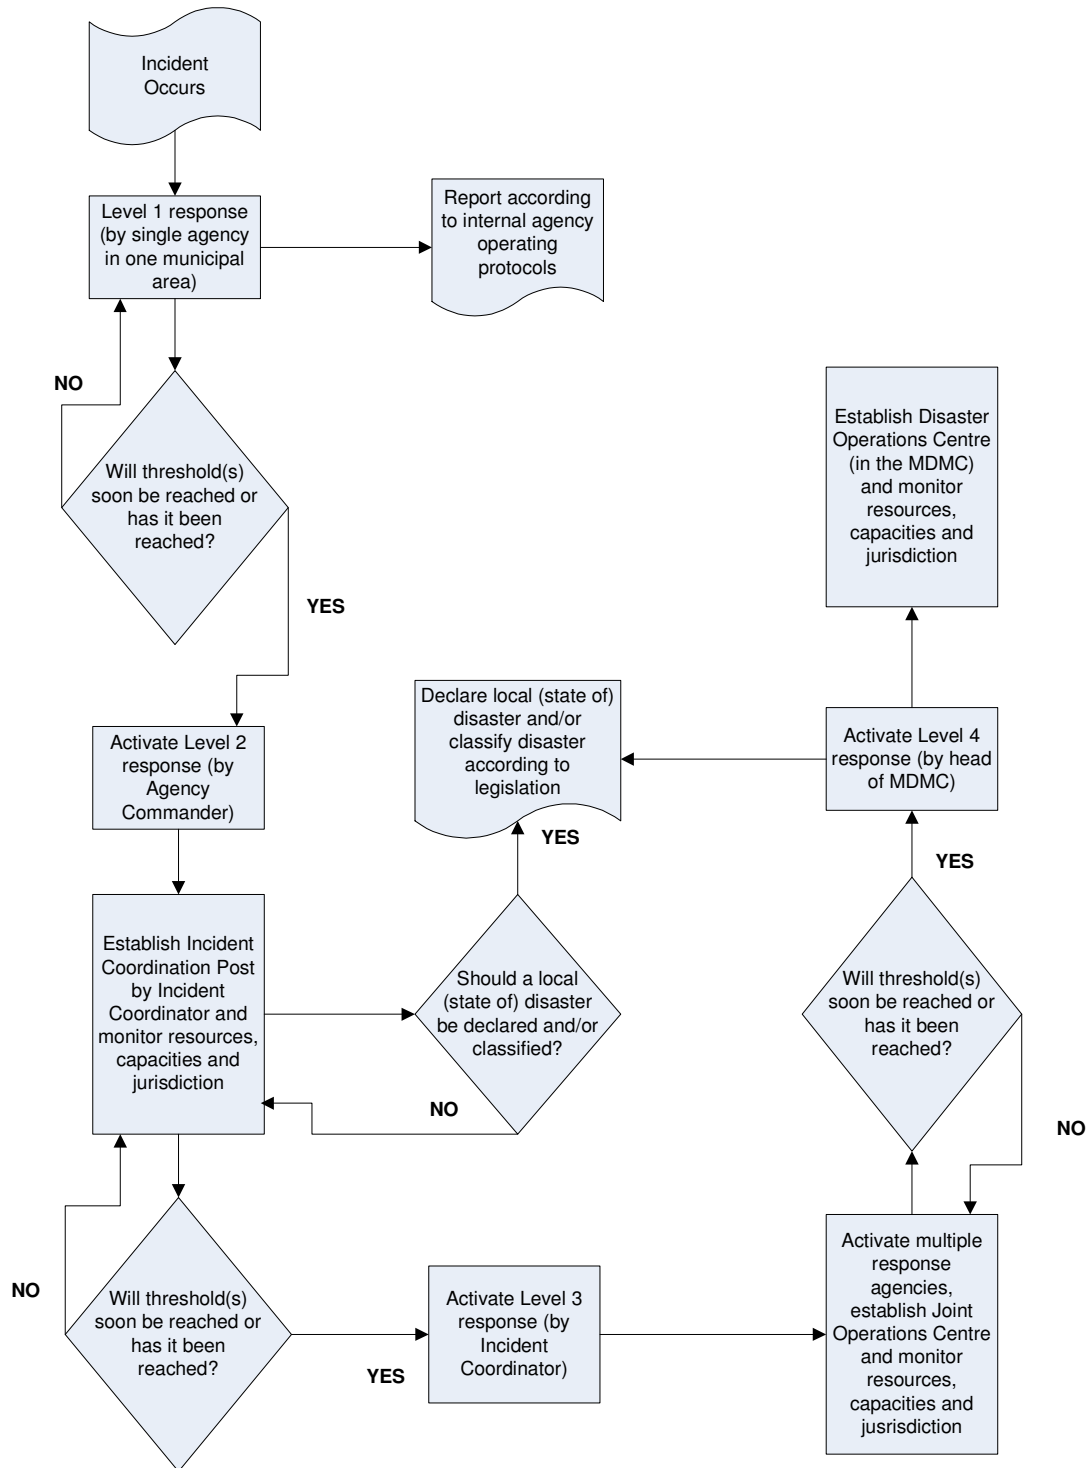 Incident
Occurs
Level 1 response
(by single agency
in one municipal
area)
Report according
to internal agency
operating
protocols
NO
Will threshold(s)
soon be reached or
has it been
reached?
YES
Activate Level 2
response (by
Agency
Commander)
Establish Incident
Coordination Post
by Incident
Coordinator and
monitor resources,
capacities and
jurisdiction
Should a local
(state of) disaster
be declared and/or
classified?
NO
YES
Declare local (state of)
disaster and/or
classify disaster
according to
legislation
NO
Will threshold(s)
soon be reached or
has it been
reached?
YES
Activate Level 3
response (by
Incident
Coordinator)
Activate multiple
response
agencies,
establish Joint
Operations Centre
and monitor
resources,
capacities and
jusrisdiction
NO
Will threshold(s)
soon be reached or
has it been
reached?
YES
Activate Level 4
response (by head
of MDMC)
Establish Disaster
Operations Centre
(in the MDMC)
and monitor
resources,
capacities and
jurisdiction